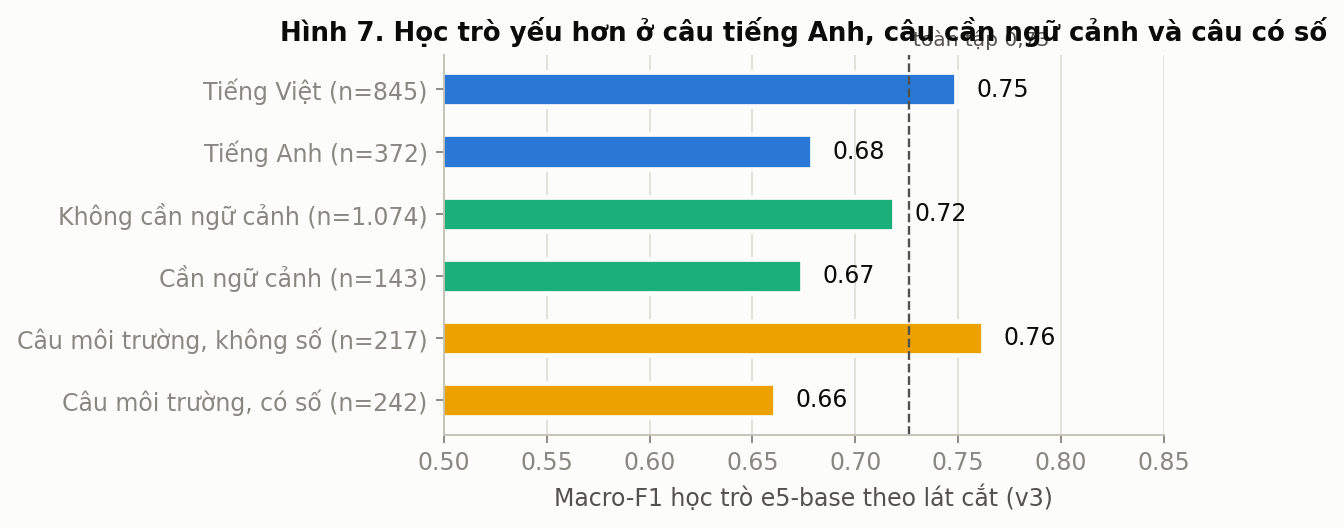 Hình 7. Học trò yếu hơn ở câu tiếng Anh, câu cần ngữ cảnh và câu có số
toàn tập 0,73
Tiếng Việt (n=845)
0.75
Tiếng Anh (n=372)
0.68
Không cần ngữ cảnh (n=1.074)
0.72
Cần ngữ cảnh (n=143)
0.67
Câu môi trường, không số (n=217)
0.76
Câu môi trường, có số (n=242)
0.66
0.50 0.55 0.60 0.65 0.70 0.75 0.80 0.85
Macro-F1 học trò e5-base theo lát cắt (v3)